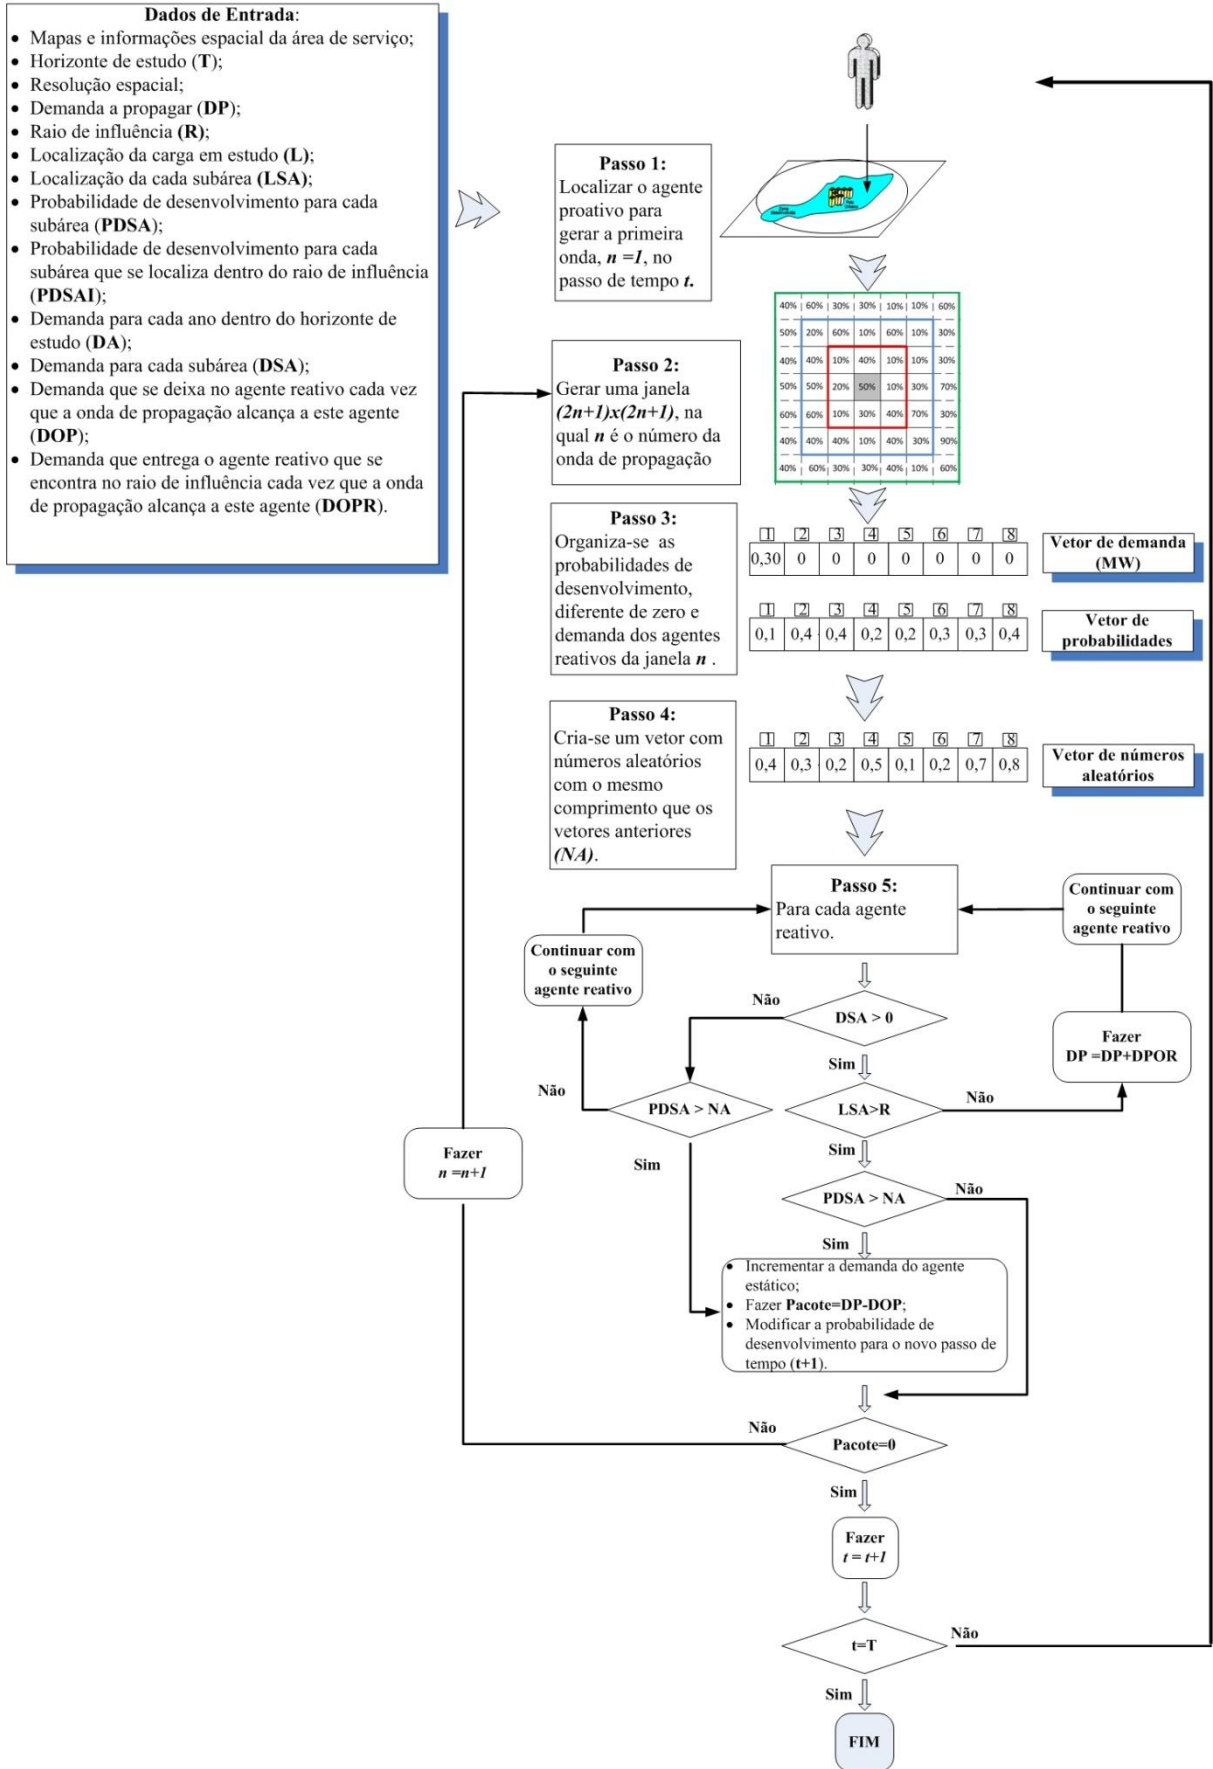 Dados de Entrada:
• Mapas e informações espacial da área de serviço;
• Horizonte de estudo (T);
• Resolução espacial;
• Demanda a propagar (DP);
• Raio de influência (R);
• Localização da carga em estudo (L);
• Localização da cada subárea (LSA);
• Probabilidade de desenvolvimento para cada
subárea (PDSA);
• Probabilidade de desenvolvimento para cada
subárea que se localiza dentro do raio de influência
(PDSAI);
• Demanda para cada ano dentro do horizonte de
estudo (DA);
• Demanda para cada subárea (DSA);
• Demanda que se deixa no agente reativo cada vez
que a onda de propagação alcança a este agente
(DOP);
• Demanda que entrega o agente reativo que se
encontra no raio de influência cada vez que a onda
de propagação alcança a este agente (DOPR).
Passo 1:
Localizar o agente
proativo para
gerar a primeira
onda, n =1, no
passo de tempo t.
Passo 2:
Gerar uma janela
(2n+1)x(2n+1), na
qual n é o número da
onda de propagação
40% 60% 30% 30% 10% 10% 60%
50% 20% 60% 10% 60% 10% 30%
40% 40% 10% 40% 10% 10% 30%
50% 50% 20% 50% 10% 30% 70%
60% 60% 10% 30% 40% 70% 30%
40% 40% 40% 10% 40% 30% 90%
40% 60% 30% 30% 40% 10% 60%
Passo 3:
Organiza-se as
probabilidades de
desenvolvimento,
diferente de zero e
demanda dos agentes
reativos da janela n .
1 2 3 4 5 6 7 8
0,30 0 0 0 0 0 0 0
Vetor de demanda
(MW)
1 2 3 4 5 6 7 8
0,1 0,4 0,4 0,2 0,2 0,3 0,3 0,4
Vetor de
probabilidades
Passo 4:
Cria-se um vetor com
números aleatórios
com o mesmo
comprimento que os
vetores anteriores
(NA).
1 2 3 4 5 6 7 8
0,4 0,3 0,2 0,5 0,1 0,2 0,7 0,8
Vetor de números
aleatórios
Passo 5:
Para cada agente
reativo.
Continuar com
o seguinte
agente reativo
Continuar com
o seguinte
agente reativo
Não
DSA > 0
Sim
Fazer
DP =DP+DPOR
Não
PDSA > NA
LSA>R
Não
Sim
Sim
Fazer
n =n+1
PDSA > NA
Não
Sim
• Incrementar a demanda do agente
estático;
• Fazer Pacote=DP-DOP;
• Modificar a probabilidade de
desenvolvimento para o novo passo de
tempo (t+1).
Não
Pacote=0
Sim
Fazer
t = t+1
t=T
Não
Sim
FIM